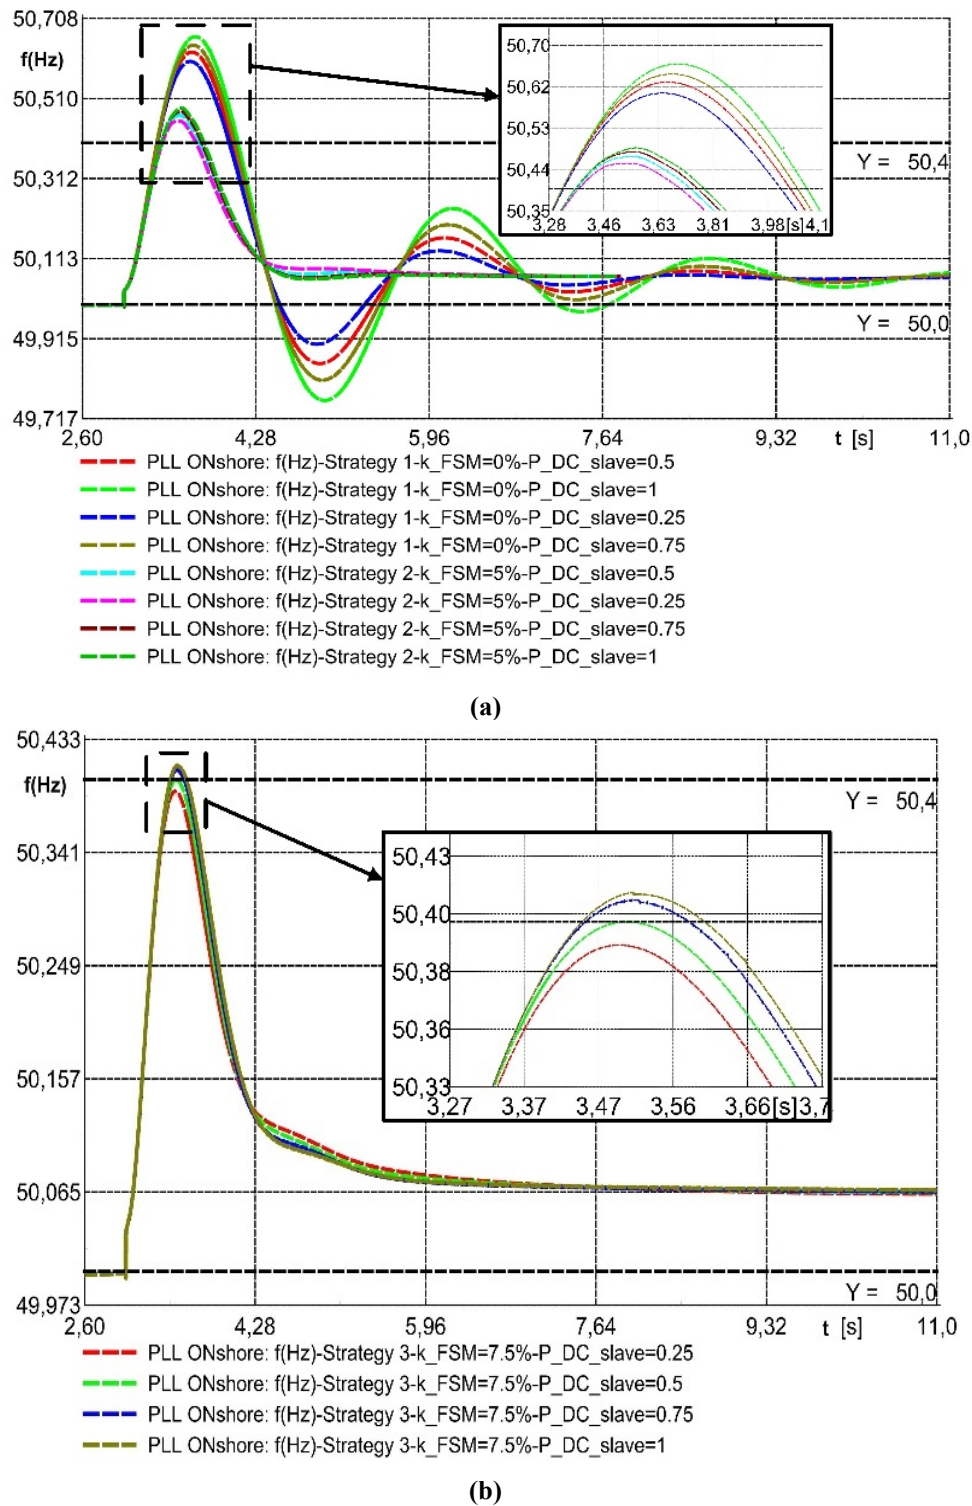 50,708
f(Hz)
50,510
50,312
50,113
49,915
49,717
2,60
4,28
5,96
7,64
9,32
t [s]
11,0
Y = 50,4
Y = 50,0
50,70
50,62
50,53
50,44
50,35
3,28
3,46
3,63
3,81
3,98[s]4,1
PLL ONshore: f(Hz)-Strategy 1-k_FSM=0%-P_DC_slave=0.5
PLL ONshore: f(Hz)-Strategy 1-k_FSM=0%-P_DC_slave=1
PLL ONshore: f(Hz)-Strategy 1-k_FSM=0%-P_DC_slave=0.25
PLL ONshore: f(Hz)-Strategy 1-k_FSM=0%-P_DC_slave=0.75
PLL ONshore: f(Hz)-Strategy 2-k_FSM=5%-P_DC_slave=0.5
PLL ONshore: f(Hz)-Strategy 2-k_FSM=5%-P_DC_slave=0.25
PLL ONshore: f(Hz)-Strategy 2-k_FSM=5%-P_DC_slave=0.75
PLL ONshore: f(Hz)-Strategy 2-k_FSM=5%-P_DC_slave=1
(a)
50,433
f(Hz)
50,341
50,249
50,157
50,065
49,973
2,60
4,28
5,96
7,64
9,32
t [s]
11,0
Y = 50,4
Y = 50,0
50,43
50,40
50,38
50,36
50,33
3,27
3,37
3,47
3,56
3,66[s]3,7
PLL ONshore: f(Hz)-Strategy 3-k_FSM=7.5%-P_DC_slave=0.25
PLL ONshore: f(Hz)-Strategy 3-k_FSM=7.5%-P_DC_slave=0.5
PLL ONshore: f(Hz)-Strategy 3-k_FSM=7.5%-P_DC_slave=0.75
PLL ONshore: f(Hz)-Strategy 3-k_FSM=7.5%-P_DC_slave=1
(b)